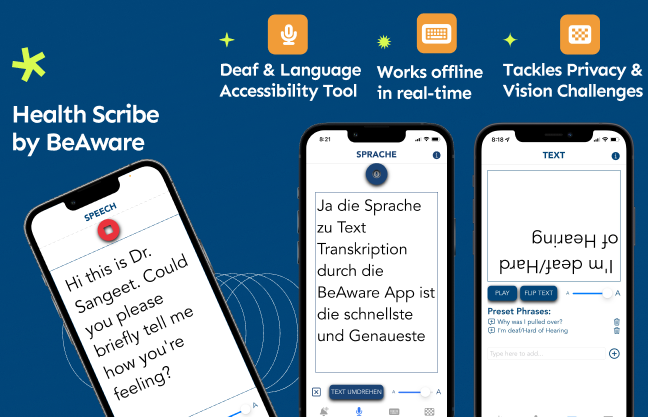 Health Scribe
by BeAware
Deaf & Language
Accessibility Tool
Works offline
in real-time
Tackles Privacy &
Vision Challenges
SPEECH
Hi this is Dr.
Sangeet. Could
you please
briefly tell me
how you're
feeling?
A
8:21
SPRACHE
Ja die Sprache
zu Text
Transkription
durch die
BeAware App ist
die schnellste
und Genaueste
TEXT UMDREHEN
A
A
8:18
TEXT
I'm deaf/Hard
of Hearing
PLAY
FLIP TEXT
A
A
Preset Phrases:
Why was I pulled over?
I'm deaf/Hard of Hearing
Type here to add...